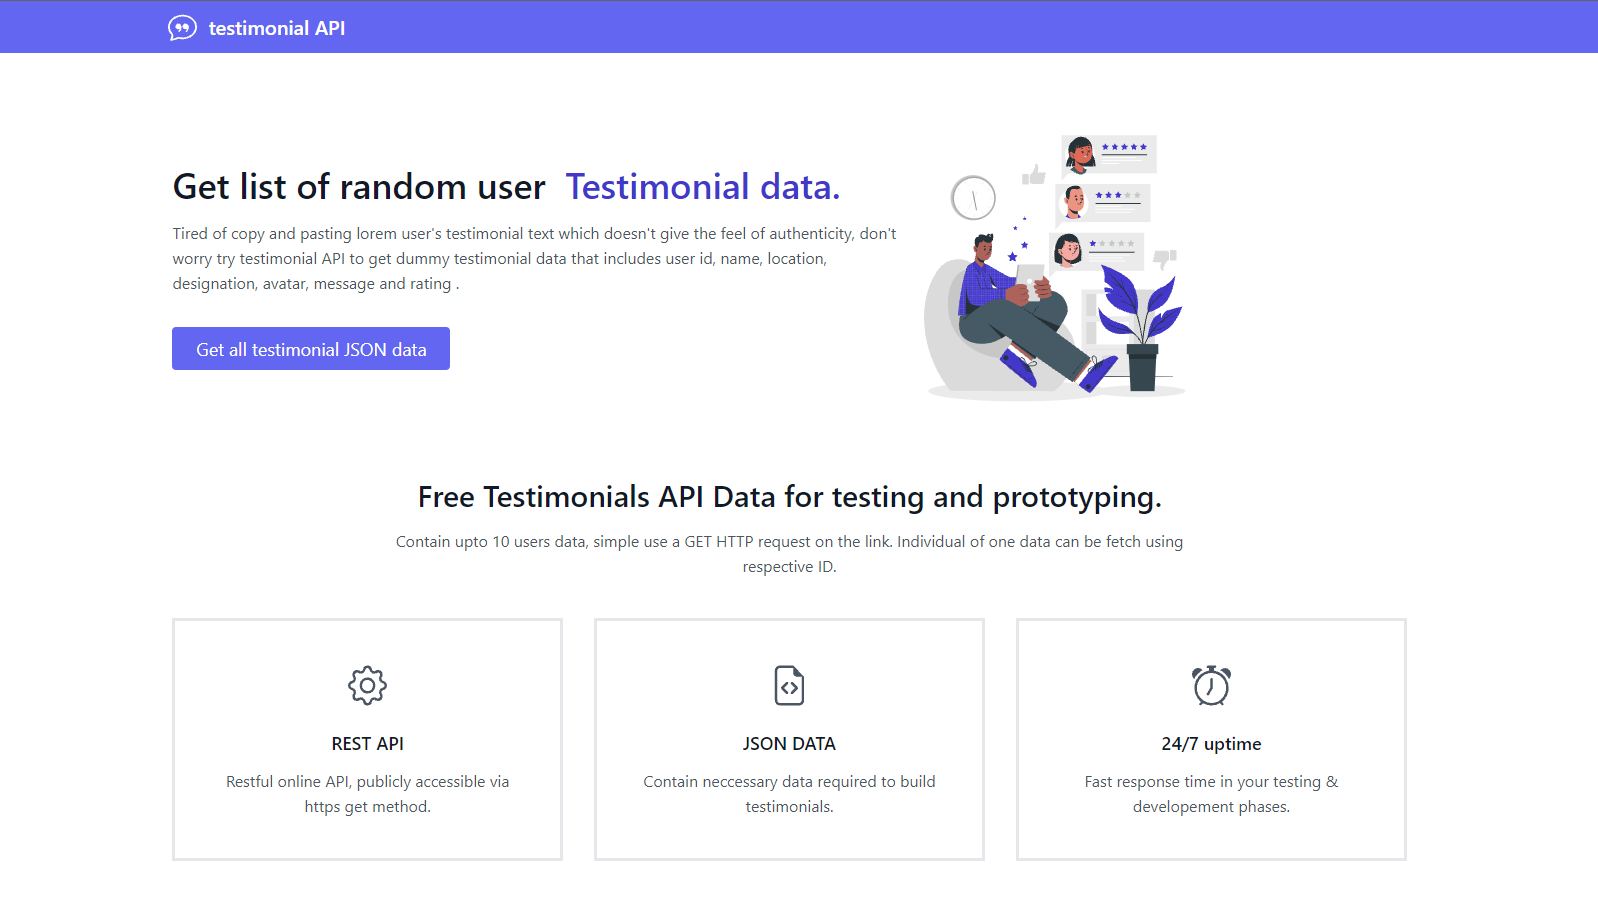 testimonial API
Get list of random user Testimonial data.
Tired of copy and pasting lorem user's testimonial text which doesn't give the feel of authenticity, don't
worry try testimonial API to get dummy testimonial data that includes user id, name, location,
designation, avatar, message and rating .
Get all testimonial JSON data
Free Testimonials API Data for testing and prototyping.
Contain upto 10 users data, simple use a GET HTTP request on the link. Individual of one data can be fetch using
respective ID.
REST API
Restful online API, publicly accessible via
https get method.
JSON DATA
Contain neccessary data required to build
testimonials.
24/7 uptime
Fast response time in your testing &
developement phases.